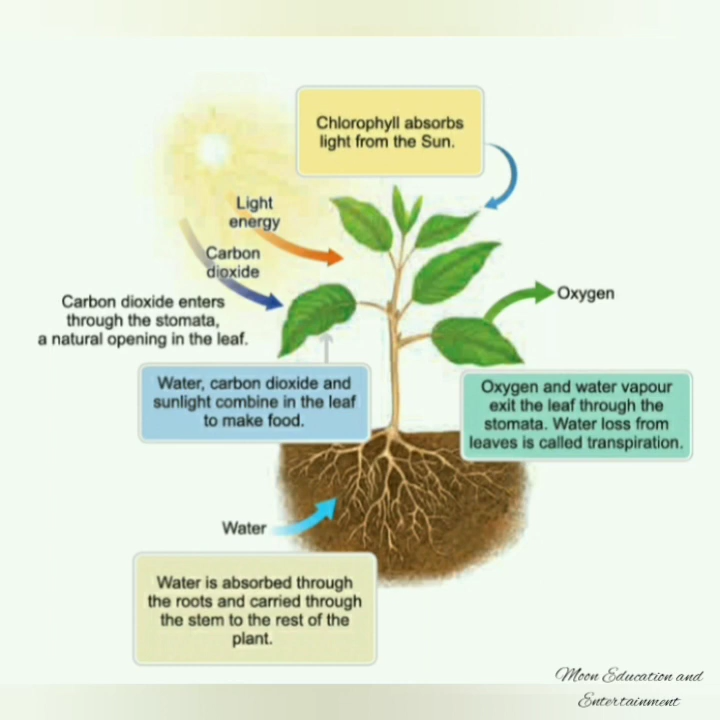 Chlorophyll absorbs
light from the Sun.
Light
energy
Carbon
dioxide
Carbon dioxide enters
through the stomata,
a natural opening in the leaf.
Oxygen
Water, carbon dioxide and
sunlight combine in the leaf
to make food.
Oxygen and water vapour
exit the leaf through the
stomata. Water loss from
leaves is called transpiration.
Water
Water is absorbed through
the roots and carried through
the stem to the rest of the
plant.
Moon Education and
Entertainment